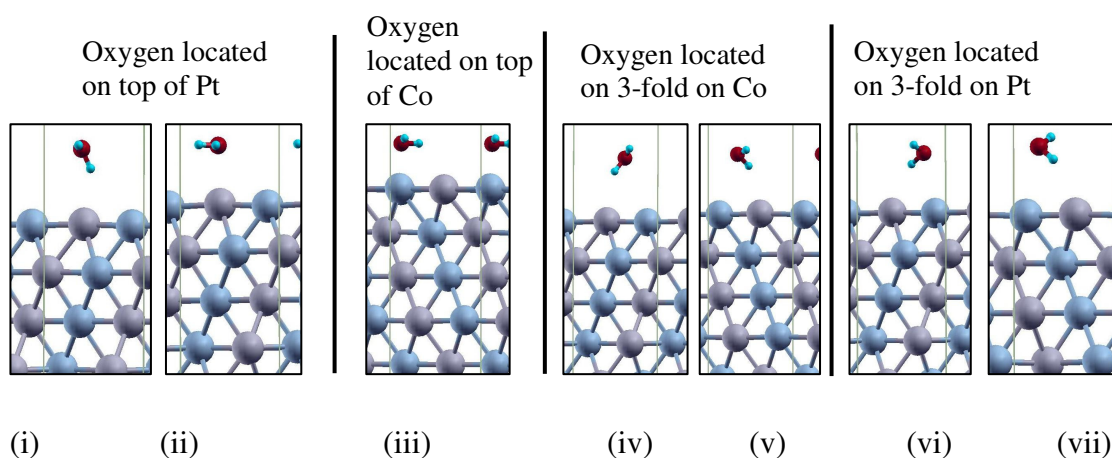 Oxygen located
on top of Pt
Oxygen
located on top
of Co
Oxygen located
on 3-fold on Co
Oxygen located
on 3-fold on Pt
(i) (ii) (iii) (iv) (v) (vi) (vii)